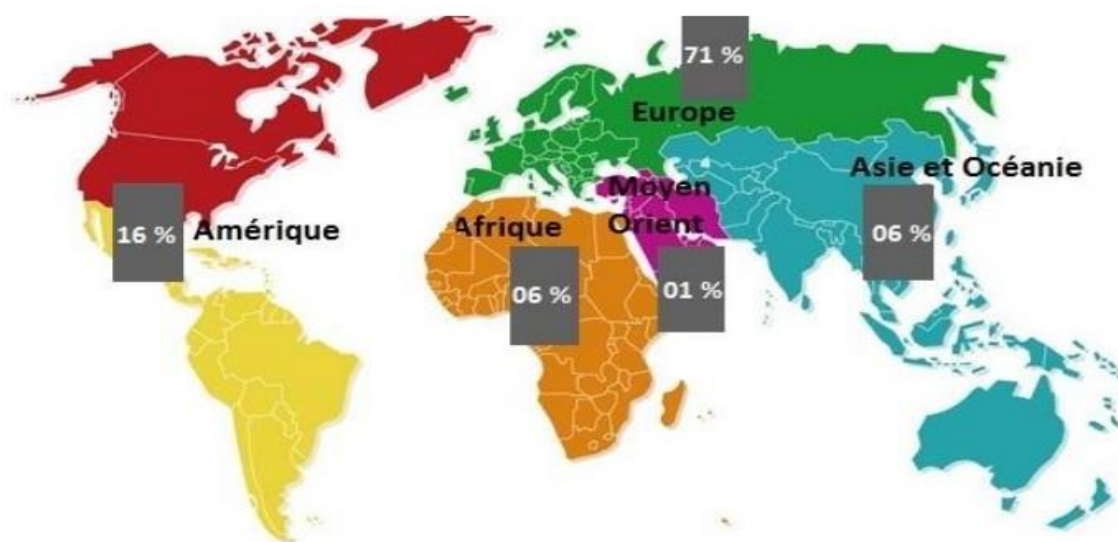 71 %
Europe
Asie et Océanie
Moyen
Orient
Afrique
Amérique
16 %
06 %
01 %
06 %